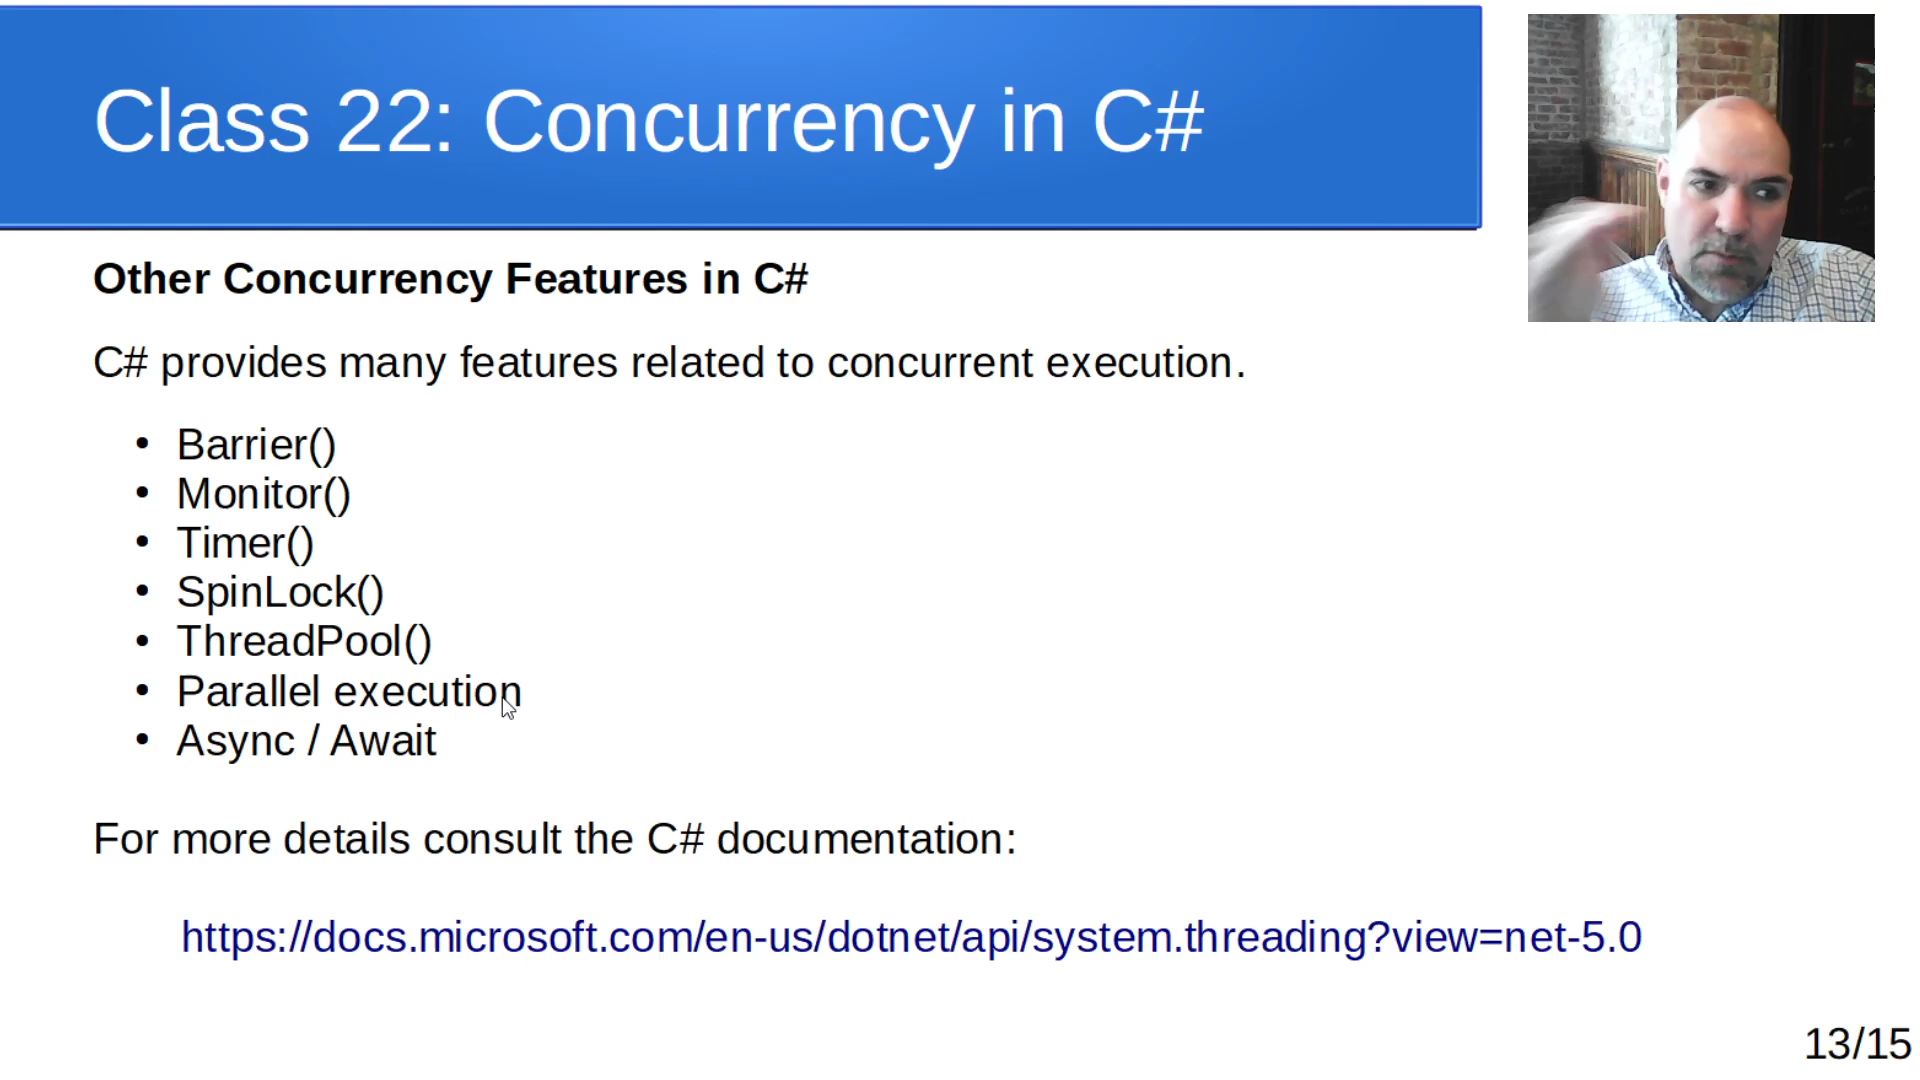 Class 22: Concurrency in C#
Other Concurrency Features in C#
C# provides many features related to concurrent execution.
• Barrier()
• Monitor()
• Timer()
• SpinLock()
• ThreadPool()
• Parallel execution
• Async / Await
For more details consult the C# documentation:
https://docs.microsoft.com/en-us/dotnet/api/system.threading?view=net-5.0
13/15